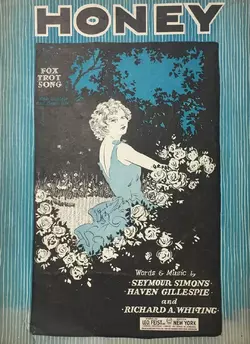 HONEY
FOX
TROT
SONG
Words & Music by
·SEYMOUR SIMONS·
HAVEN GILLESPIE·
and
·RICHARD A. WHITING·
LEO. FEIST
NEW YORK